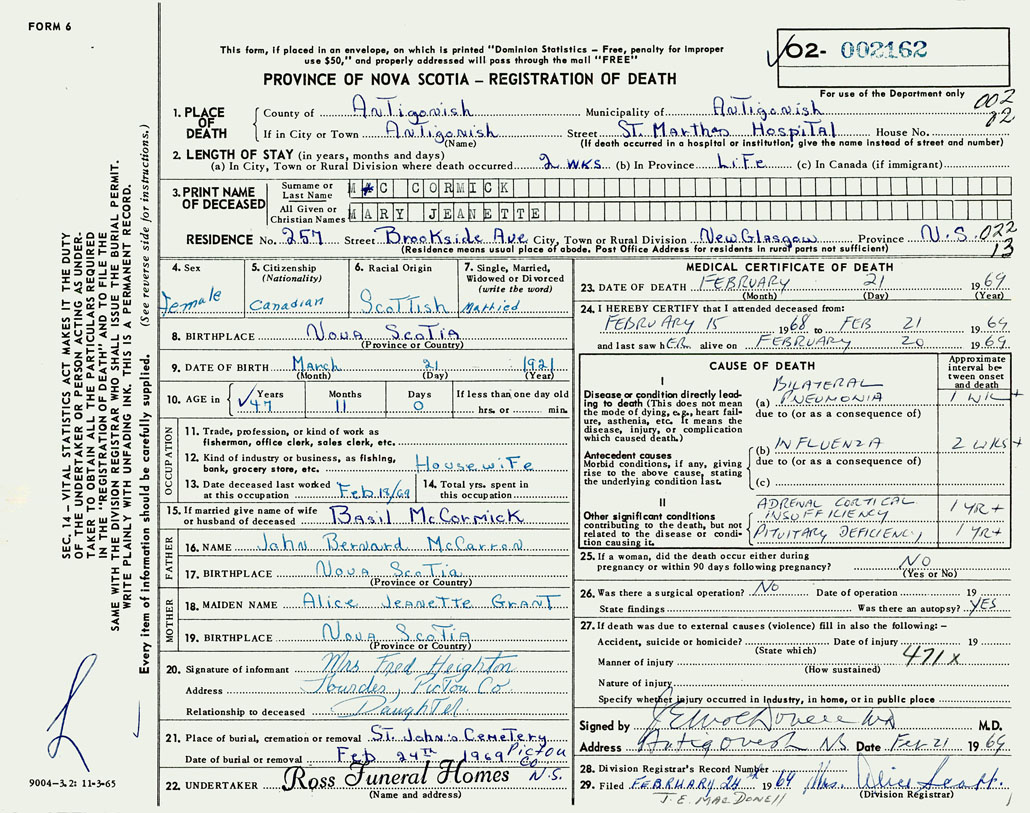 FORM 6
This form, if placed in an envelope, on which is printed "Dominion Statistics – Free, penalty for improper
use $50," and properly addressed will pass through the mail "FREE"
PROVINCE OF NOVA SCOTIA – REGISTRATION OF DEATH
O2- 002162
For use of the Department only
002
02
1. PLACE OF DEATH
County of Antigonish Municipality of Antigonish
If in City or Town Antigonish Street St. Marthas Hospital House No.
(Name) (If death occurred in a hospital or institution, give the name instead of street and number)
2. LENGTH OF STAY (in years, months and days)
(a) In City, Town or Rural Division where death occurred 2 wks (b) In Province Life (c) In Canada (if immigrant)
3. PRINT NAME OF DECEASED
Surname or Last Name MC CORMICK
All Given or Christian Names MARY JEANETTE
RESIDENCE No. 257 Street Brookside Ave City, Town or Rural Division New Glasgow Province N.S. 022
13
(Residence means usual place of abode. Post Office Address for residents in rural parts not sufficient)
4. Sex Female
5. Citizenship (Nationality) Canadian
6. Racial Origin Scottish
7. Single, Married, Widowed or Divorced (write the word) Married
8. BIRTHPLACE Nova Scotia
(Province or Country)
9. DATE OF BIRTH March 21 1921
(Month) (Day) (Year)
10. AGE in Years 47 Months 11 Days 0 If less than one day old hrs. or min.
OCCUPATION
11. Trade, profession, or kind of work as
fisherman, office clerk, sales clerk, etc.
12. Kind of industry or business, as fishing,
bank, grocery store, etc. Housewife
13. Date deceased last worked
at this occupation Feb 18/69
14. Total yrs. spent in
this occupation
15. If married give name of wife
or husband of deceased Basil McCormick
FATHER
16. NAME John Bernard McCarron
17. BIRTHPLACE Nova Scotia
(Province or Country)
MOTHER
18. MAIDEN NAME Alice Jeanette Grant
19. BIRTHPLACE Nova Scotia
(Province or Country)
20. Signature of informant Mrs Fred Heighton
Address Lourdes, Pictou Co
Relationship to deceased Daughter
21. Place of burial, cremation or removal St. John's Cemetery
Date of burial or removal Feb 24th 1969 Pictou Co N.S.
22. UNDERTAKER Ross Funeral Homes
(Name and address)
MEDICAL CERTIFICATE OF DEATH
23. DATE OF DEATH FEBRUARY 21 1969
(Month) (Day) (Year)
24. I HEREBY CERTIFY that I attended deceased from:
FEBRUARY 15 1968 to FEB 21 1969
and last saw hER alive on FEBRUARY 20 1969
CAUSE OF DEATH
Approximate interval between onset and death
I
Disease or condition directly leading to death (This does not mean the mode of dying, e.g., heart failure, asthenia, etc. It means the disease, injury, or complication which caused death.)
(a) BILATERAL PNEUMONIA 1 WK+
due to (or as a consequence of)
Antecedent causes
Morbid conditions, if any, giving rise to the above cause, stating the underlying condition last.
(b) INFLUENZA 2 WKS+
due to (or as a consequence of)
(c)
II
Other significant conditions
contributing to the death, but not related to the disease or condition causing it.
ADRENAL CORTICAL INSUFFICIENCY 1 YR+
PITUITARY DEFICIENCY 1 YR+
25. If a woman, did the death occur either during
pregnancy or within 90 days following pregnancy? NO
(Yes or No)
26. Was there a surgical operation? NO Date of operation 19
State findings Was there an autopsy? YES
27. If death was due to external causes (violence) fill in also the following: –
Accident, suicide or homicide? Date of injury 19
(State which)
Manner of injury 471x
(How sustained)
Nature of injury
Specify whether injury occurred in industry, in home, or in public place
Signed by M.D.
Address Antigonish N.S. Date Feb 21 1969
28. Division Registrar's Record Number
29. Filed FEBRUARY 24th 1969 Mrs.
(Division Registrar)
J. E. MacDonell
SEC. 14 – VITAL STATISTICS ACT MAKES IT THE DUTY
OF THE UNDERTAKER OR PERSON ACTING AS UNDER-
TAKER TO OBTAIN ALL THE PARTICULARS REQUIRED
IN THE "REGISTRATION OF DEATH" AND TO FILE THE
SAME WITH THE DIVISION REGISTRAR WHO SHALL ISSUE THE BURIAL PERMIT.
WRITE PLAINLY WITH UNFADING INK. THIS IS A PERMANENT RECORD.
Every item of information should be carefully supplied. (See reverse side for instructions.)
9004–3.2: 11-3-65